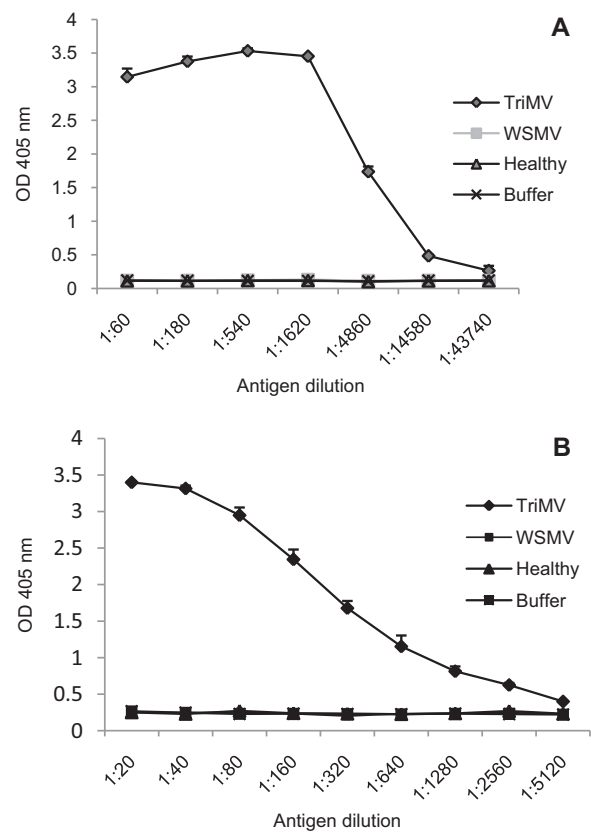 A
4
3.5
3
2.5
2
1.5
1
0.5
0
OD 405 nm
TriMV
WSMV
Healthy
Buffer
1:60
1:180
1:540
1:1620
1:4860
1:14580
1:43740
Antigen dilution
B
4
3.5
3
2.5
2
1.5
1
0.5
0
OD 405 nm
TriMV
WSMV
Healthy
Buffer
1:20
1:40
1:80
1:160
1:320
1:640
1:1280
1:2560
1:5120
Antigen dilution